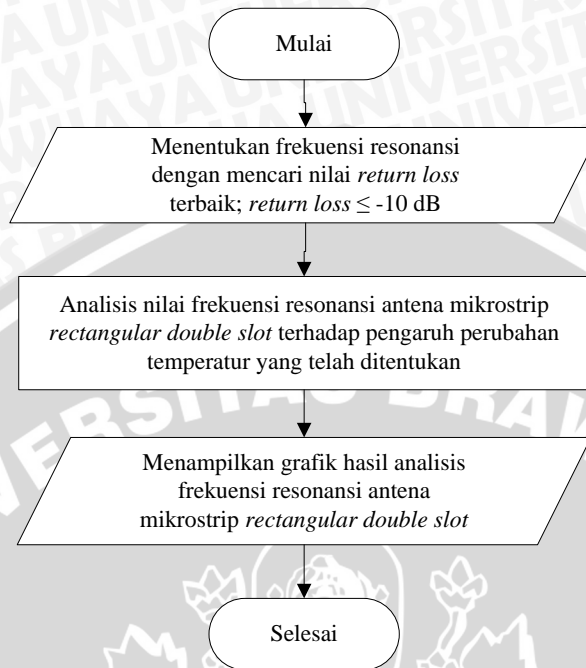 Mulai
Menentukan frekuensi resonansi
dengan mencari nilai return loss
terbaik; return loss ≤ -10 dB
Analisis nilai frekuensi resonansi antena mikrostrip
rectangular double slot terhadap pengaruh perubahan
temperatur yang telah ditentukan
Menampilkan grafik hasil analisis
frekuensi resonansi antena
mikrostrip rectangular double slot
Selesai